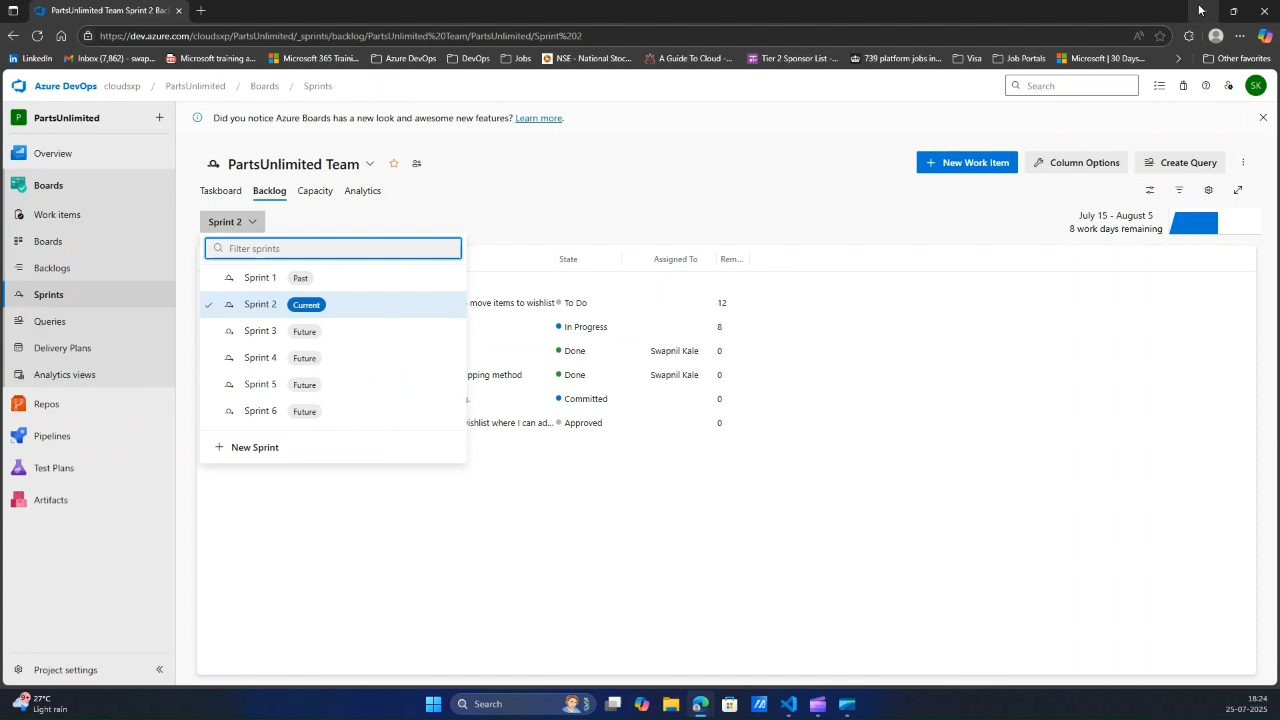 PartsUnlimited Team Sprint 2 Bac
https://dev.azure.com/cloudsxp/PartsUnlimited/_sprints/backlog/PartsUnlimited%20Team/PartsUnlimited/Sprint%202
LinkedIn
Inbox (7,862) - swap...
Microsoft training a...
Microsoft 365 Traini...
Azure DevOps
DevOps
Jobs
NSE - National Stoc...
A Guide To Cloud -...
Tier 2 Sponsor List -...
739 platform jobs in...
Visa
Job Portals
Microsoft | 30 Days...
Other favorites
Azure DevOps cloudsxp / PartsUnlimited / Boards / Sprints
Search
SK
P PartsUnlimited
Overview
Boards
Work items
Boards
Backlogs
Sprints
Queries
Delivery Plans
Analytics views
Repos
Pipelines
Test Plans
Artifacts
Project settings
Did you notice Azure Boards has a new look and awesome new features? Learn more.
PartsUnlimited Team
New Work Item
Column Options
Create Query
Taskboard Backlog Capacity Analytics
Sprint 2
July 15 - August 5
8 work days remaining
Filter sprints
Sprint 1 Past
Sprint 2 Current
Sprint 3 Future
Sprint 4 Future
Sprint 5 Future
Sprint 6 Future
New Sprint
State Assigned To Rem...
move items to wishlist To Do 12
In Progress 8
Done Swapnil Kale 0
pping method Done Swapnil Kale 0
Committed 0
ishlist where I can ad... Approved 0
27°C
Light rain
Search
18:24
25-07-2025